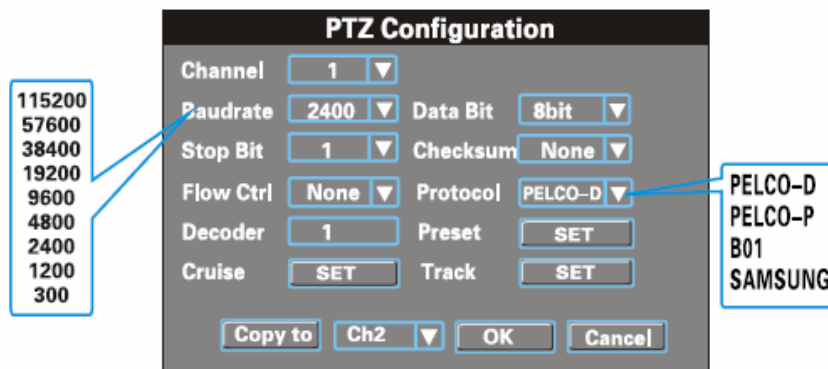 PTZ Configuration
Channel 1
Baudrate 2400 Data Bit 8bit
Stop Bit 1 Checksum None
Flow Ctrl None Protocol PELCO-D
Decoder 1 Preset SET
Cruise SET Track SET
Copy to Ch2 OK Cancel
115200
57600
38400
19200
9600
4800
2400
1200
300
PELCO-D
PELCO-P
B01
SAMSUNG